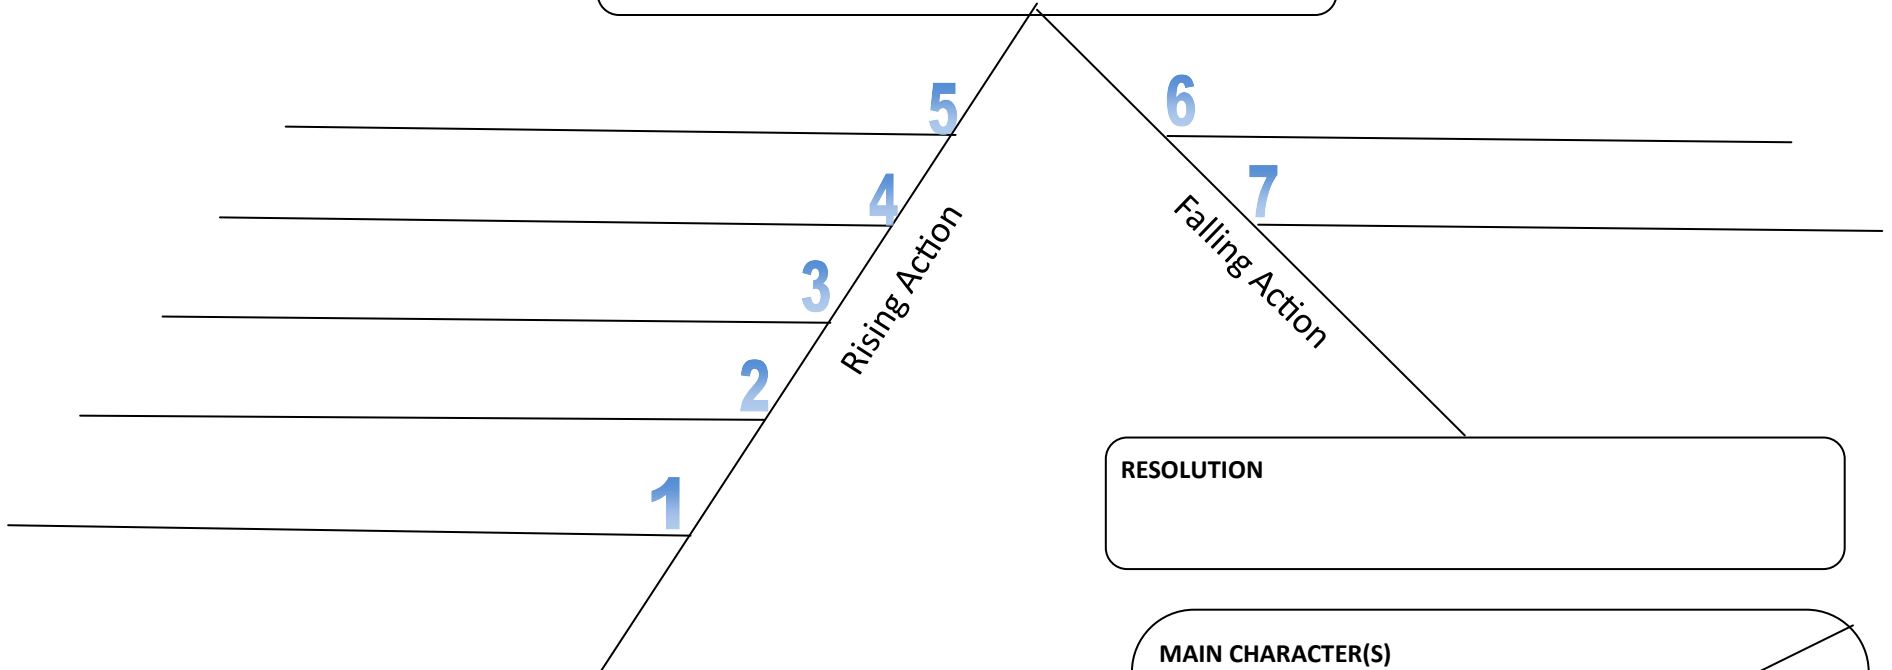 5
6
4
7
Rising Action
Falling Action
3
2
RESOLUTION
1
MAIN CHARACTER(S)